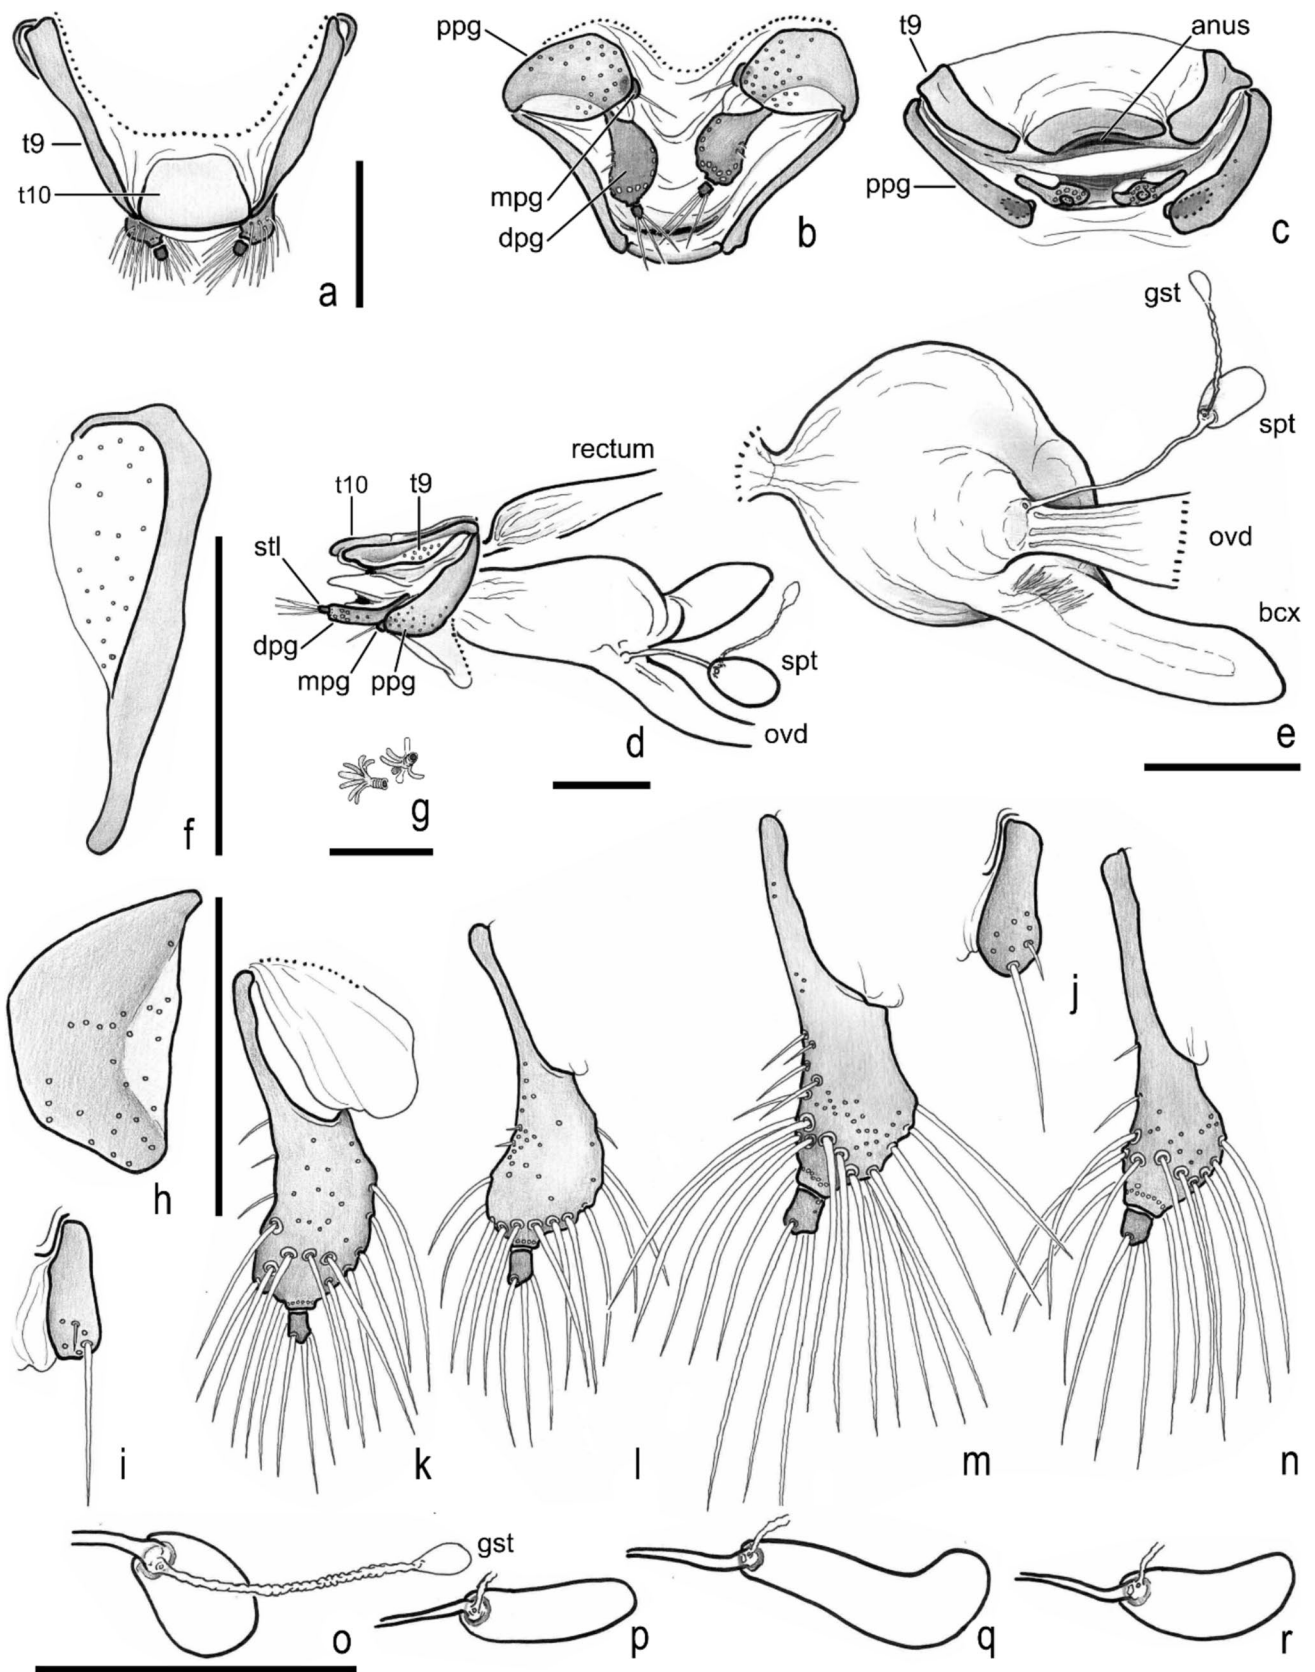 ppg
t9
anus
t9
t10
ppg
mpg
dpg
a
b
c
gst
spt
rectum
t10
t9
stl
ovd
dpg
mpg
ppg
spt
bcx
ovd
d
e
f
g
h
j
i
k
l
m
n
gst
o
p
q
r